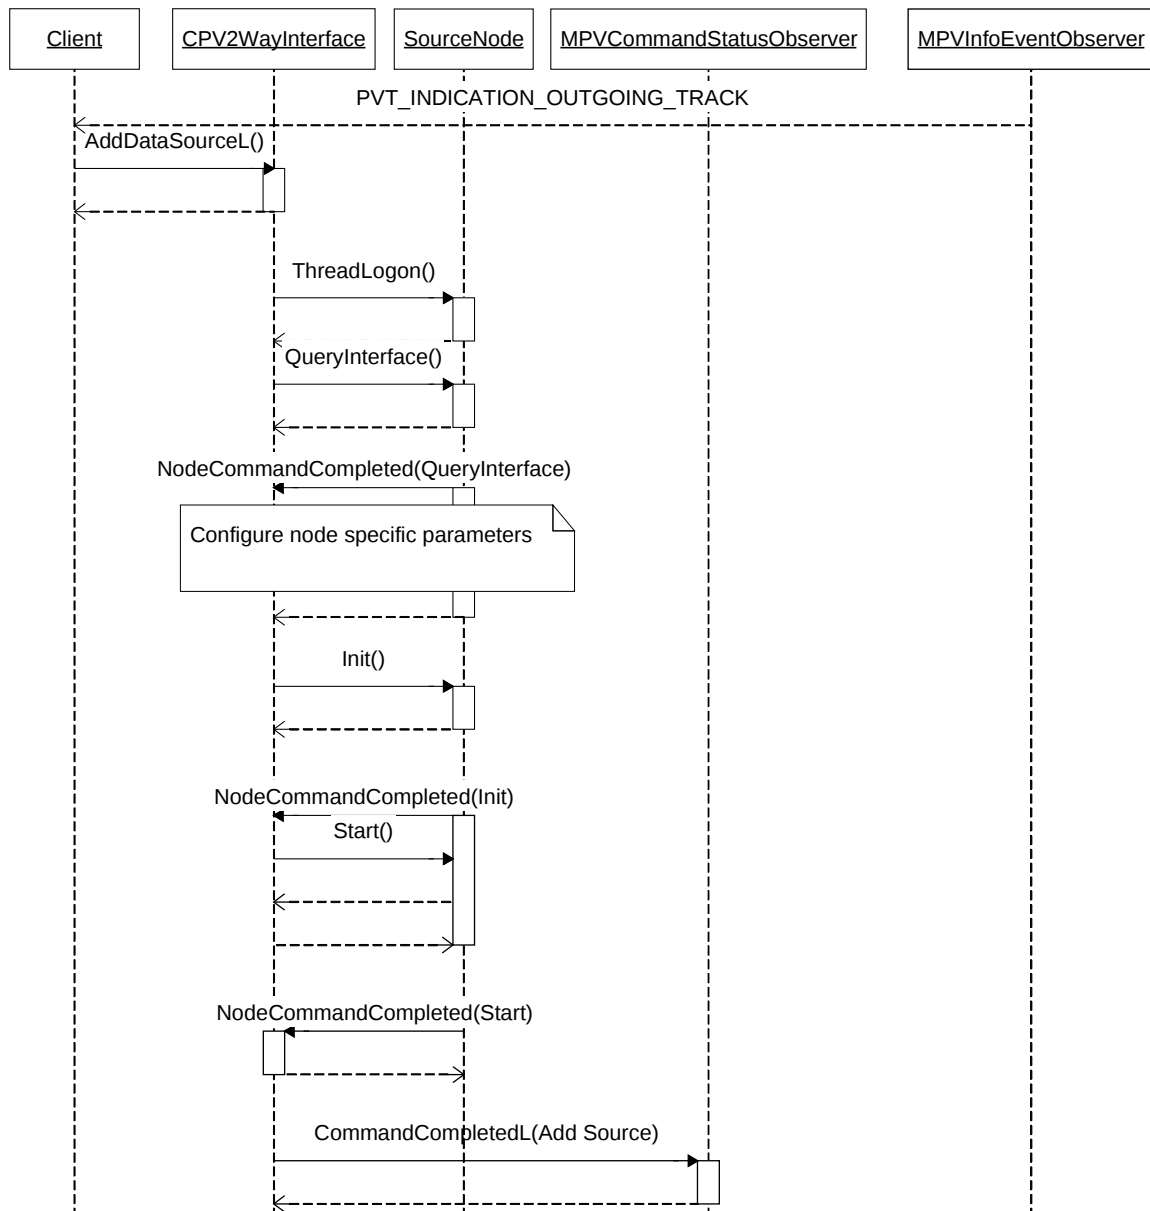 Client
CPV2WayInterface
SourceNode
MPVCommandStatusObserver
MPVInfoEventObserver
PVT_INDICATION_OUTGOING_TRACK
AddDataSourceL()
ThreadLogon()
QueryInterface()
NodeCommandCompleted(QueryInterface)
Configure node specific parameters
Init()
NodeCommandCompleted(Init)
Start()
NodeCommandCompleted(Start)
CommandCompletedL(Add Source)